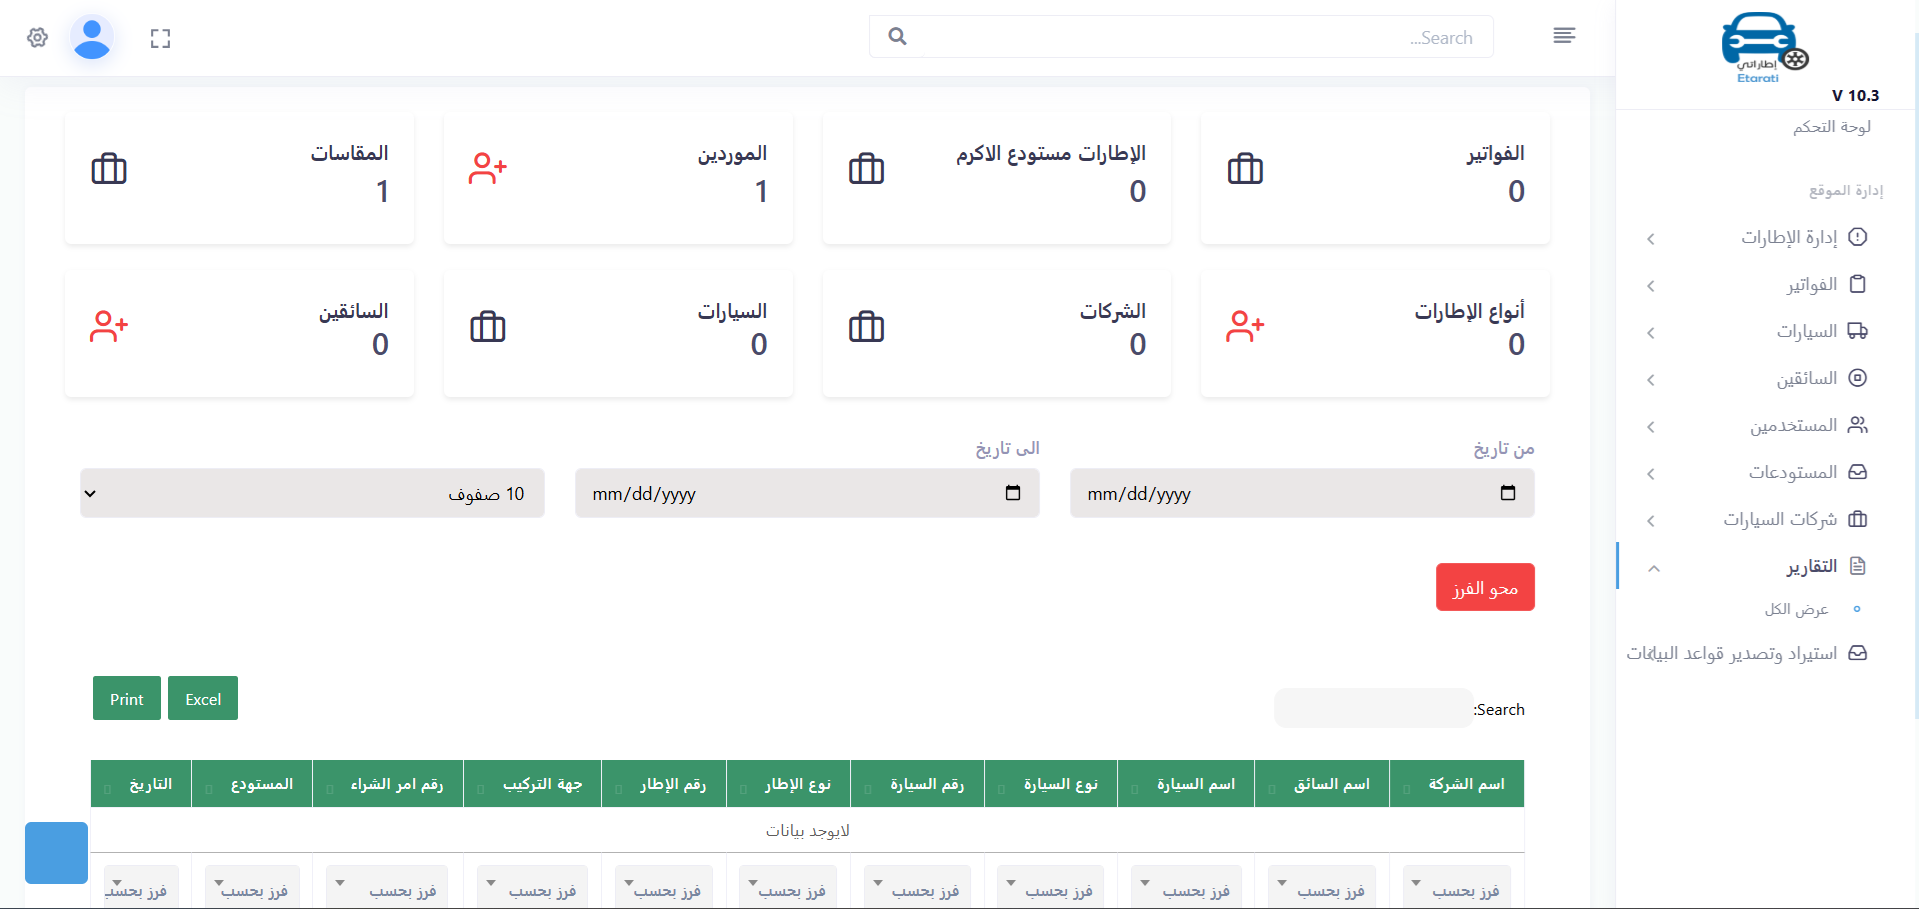 إطاراتي
Etarati
V 10.3
لوحة التحكم
إدارة الموقع
إدارة الإطارات
الفواتير
السيارات
السائقين
المستخدمين
المستودعات
شركات السيارات
التقارير
عرض الكل
استيراد وتصدير قواعد البيانات
Search...
الفواتير
0
الإطارات مستودع الاكرم
0
الموردين
1
المقاسات
1
أنواع الإطارات
0
الشركات
0
السيارات
0
السائقين
0
من تاريخ
mm/dd/yyyy
الى تاريخ
mm/dd/yyyy
10 صفوف
محو الفرز
Search:
Excel
Print
اسم الشركة اسم السائق اسم السيارة نوع السيارة رقم السيارة نوع الإطار رقم الإطار جهة التركيب رقم امر الشراء المستودع التاريخ
لايوجد بيانات
فرز بحسب فرز بحسب فرز بحسب فرز بحسب فرز بحسب فرز بحسب فرز بحسب فرز بحسب فرز بحسب فرز بحسب فرز بحسب